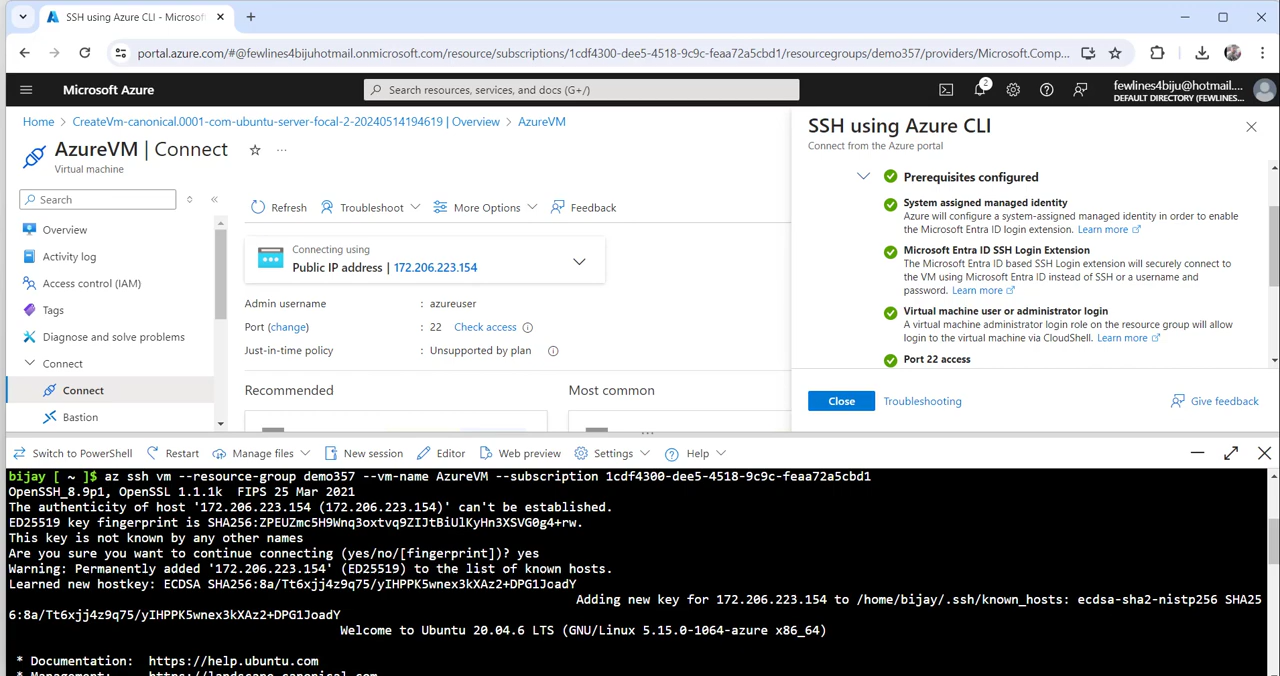 SSH using Azure CLI - Microsof
portal.azure.com/#@fewlines4bijuhotmail.onmicrosoft.com/resource/subscriptions/1cdf4300-dee5-4518-9c9c-feaa72a5cbd1/resourcegroups/demo357/providers/Microsoft.Comp...
Microsoft Azure
Search resources, services, and docs (G+/)
2
fewlines4biju@hotmail....
DEFAULT DIRECTORY (FEWLINES...
Home > CreateVm-canonical.0001-com-ubuntu-server-focal-2-20240514194619 | Overview > AzureVM
AzureVM | Connect
Virtual machine
Search
Overview
Activity log
Access control (IAM)
Tags
Diagnose and solve problems
Connect
Connect
Bastion
Refresh
Troubleshoot
More Options
Feedback
Connecting using
Public IP address | 172.206.223.154
Admin username : azureuser
Port (change) : 22 Check access
Just-in-time policy : Unsupported by plan
Recommended
Most common
SSH using Azure CLI
Connect from the Azure portal
Prerequisites configured
System assigned managed identity
Azure will configure a system-assigned managed identity in order to enable
the Microsoft Entra ID login extension. Learn more
Microsoft Entra ID SSH Login Extension
The Microsoft Entra ID based SSH Login extension will securely connect to
the VM using Microsoft Entra ID instead of SSH or a username and
password. Learn more
Virtual machine user or administrator login
A virtual machine administrator login role on the resource group will allow
login to the virtual machine via CloudShell. Learn more
Port 22 access
Close
Troubleshooting
Give feedback
Switch to PowerShell
Restart
Manage files
New session
Editor
Web preview
Settings
Help
bijay [ ~ ]$ az ssh vm --resource-group demo357 --vm-name AzureVM --subscription 1cdf4300-dee5-4518-9c9c-feaa72a5cbd1
OpenSSH_8.9p1, OpenSSL 1.1.1k  FIPS 25 Mar 2021
The authenticity of host '172.206.223.154 (172.206.223.154)' can't be established.
ED25519 key fingerprint is SHA256:ZPEUZmc5H9Wnq3oxtvq9ZIJtBiUlKyHn3XSVG0g4+rw.
This key is not known by any other names
Are you sure you want to continue connecting (yes/no/[fingerprint])? yes
Warning: Permanently added '172.206.223.154' (ED25519) to the list of known hosts.
Learned new hostkey: ECDSA SHA256:8a/Tt6xjj4z9q75/yIHPPK5wnex3kXAz2+DPG1JoadY
Adding new key for 172.206.223.154 to /home/bijay/.ssh/known_hosts: ecdsa-sha2-nistp256 SHA25
6:8a/Tt6xjj4z9q75/yIHPPK5wnex3kXAz2+DPG1JoadY
Welcome to Ubuntu 20.04.6 LTS (GNU/Linux 5.15.0-1064-azure x86_64)
* Documentation:  https://help.ubuntu.com
* Management:     https://landscape.canonical.com